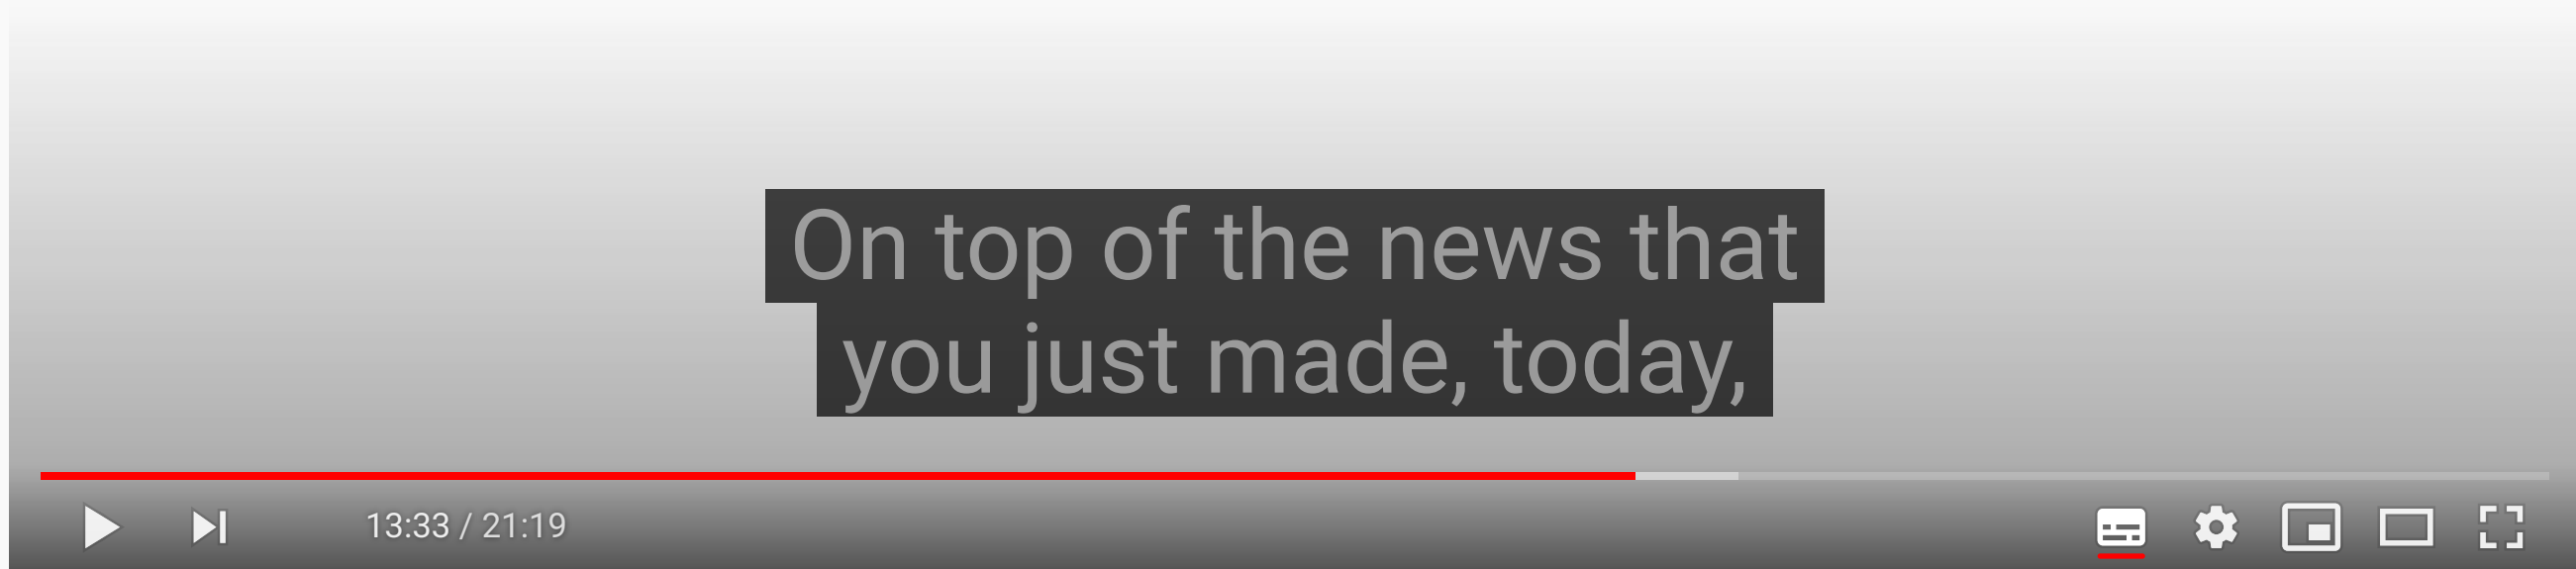 On top of the news that
you just made, today,
13:33 / 21:19